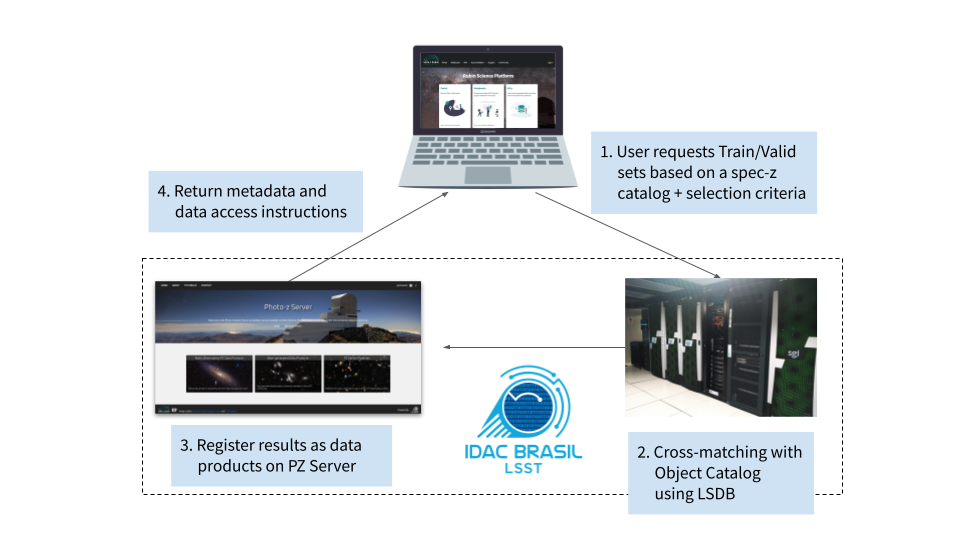 Rubin Science Platform
1. User requests Train/Valid
sets based on a spec-z
catalog + selection criteria
4. Return metadata and
data access instructions
Photo-z Server
sgi
IDAC BRASIL
LSST
3. Register results as data
products on PZ Server
2. Cross-matching with
Object Catalog
using LSDB